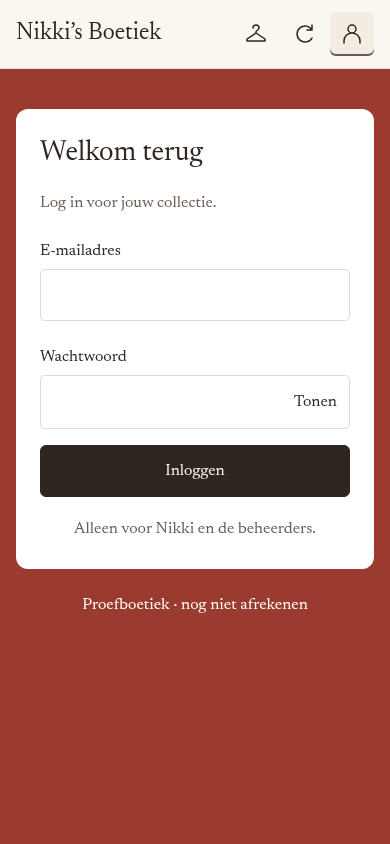 Nikki’s Boetiek
Welkom terug
Log in voor jouw collectie.
E-mailadres
Wachtwoord
Tonen
Inloggen
Alleen voor Nikki en de beheerders.
Proefboetiek · nog niet afrekenen